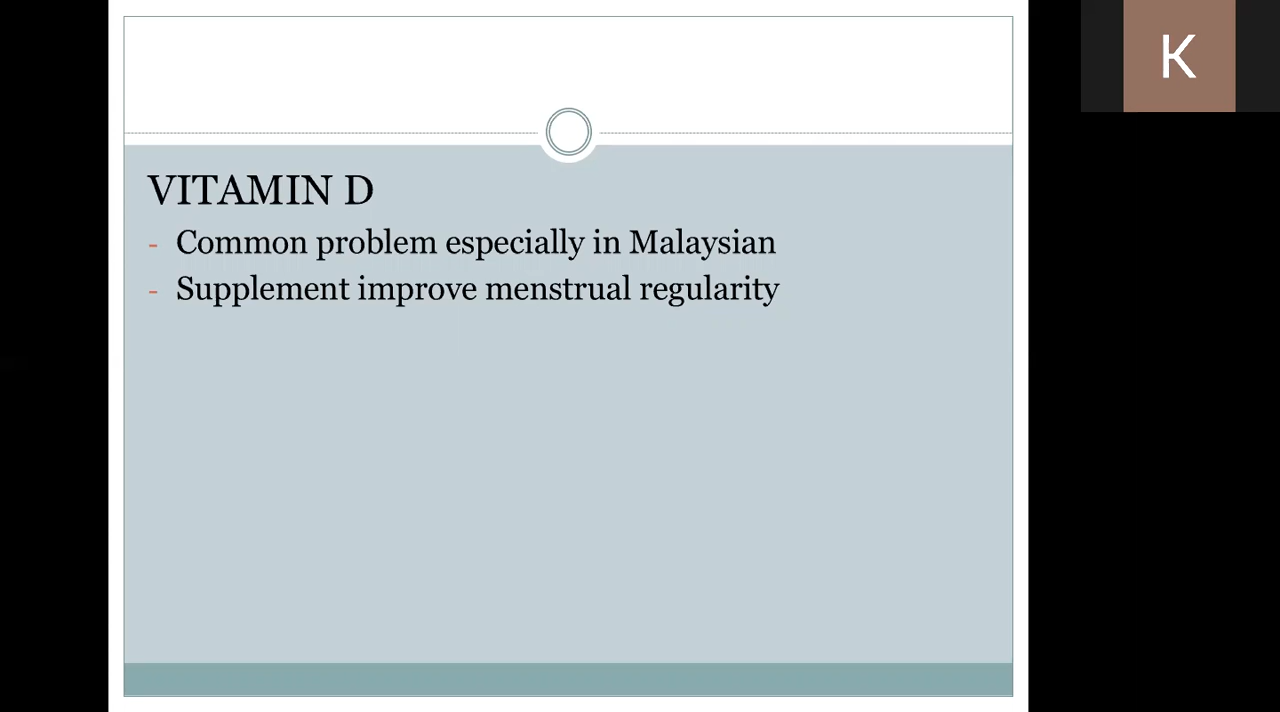 K
VITAMIN D
- Common problem especially in Malaysian
- Supplement improve menstrual regularity